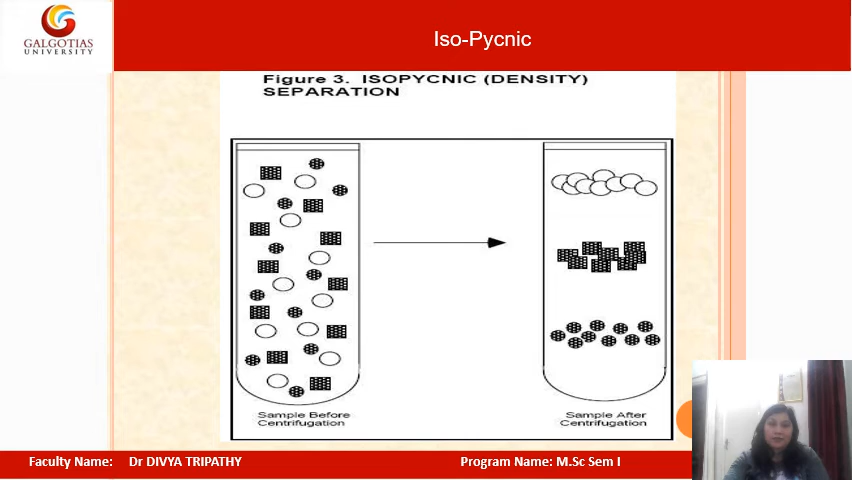 GALGOTIAS
UNIVERSITY
Iso-Pycnic
Figure 3. ISOPYCNIC (DENSITY)
SEPARATION
Sample Before
Centrifugation
Sample After
Centrifugation
Faculty Name: Dr DIVYA TRIPATHY
Program Name: M.Sc Sem I